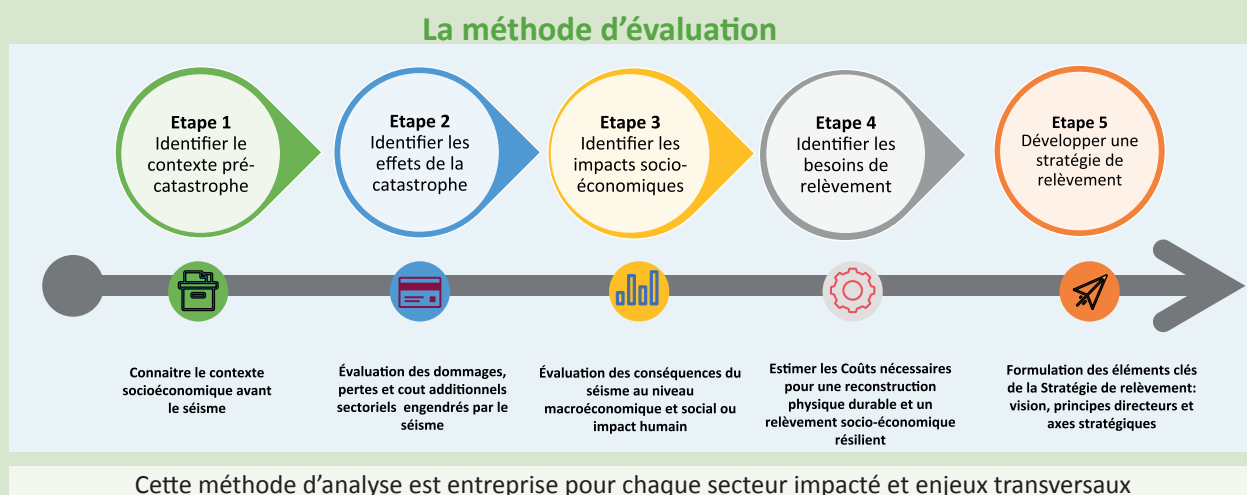 La méthode d'évaluation
Etape 1
Identifier le
contexte pré-
catastrophe
Etape 2
Identifier les
effets de la
catastrophe
Etape 3
Identifier les
impacts socio-
économiques
Etape 4
Identifier les
besoins de
relèvement
Etape 5
Développer une
stratégie de
relèvement
Connaitre le contexte
socioéconomique avant
le séisme
Évaluation des dommages,
pertes et cout additionnels
sectoriels engendrés par le
séisme
Évaluation des conséquences du
séisme au niveau
macroéconomique et social ou
impact humain
Estimer les Coûts nécessaires
pour une reconstruction
physique durable et un
relèvement socio-économique
résilient
Formulation des éléments clés
de la Stratégie de relèvement:
vision, principes directeurs et
axes stratégiques
Cette méthode d'analyse est entreprise pour chaque secteur impacté et enjeux transversaux